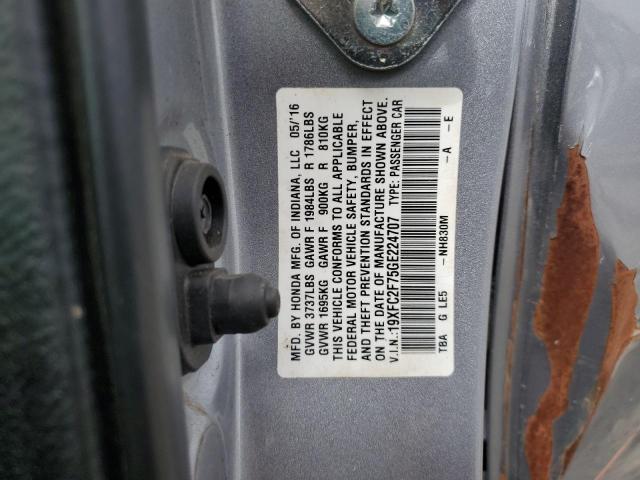 MFD. BY HONDA MFG. OF INDIANA, LLC 05/16
GVWR 3737LBS GAWR F 1984LBS R 1786LBS
GVWR 1695KG GAWR F 900KG R 810KG
THIS VEHICLE CONFORMS TO ALL APPLICABLE
FEDERAL MOTOR VEHICLE SAFETY, BUMPER,
AND THEFT PREVENTION STANDARDS IN EFFECT
ON THE DATE OF MANUFACTURE SHOWN ABOVE.
V.I.N.:19XFC2F75GE224707 TYPE: PASSENGER CAR
TBA G LE5 -NH830M -A -E